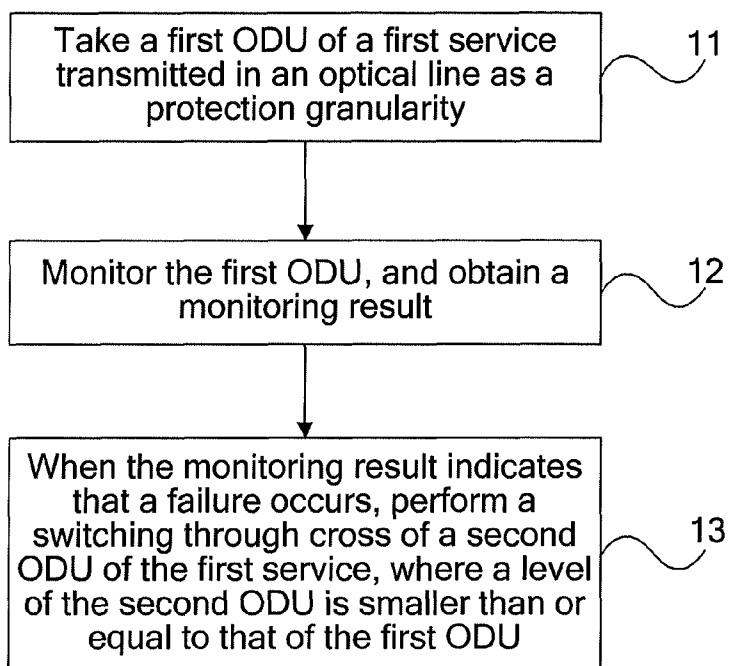 Take a first ODU of a first service
transmitted in an optical line as a
protection granularity
11
Monitor the first ODU, and obtain a
monitoring result
12
When the monitoring result indicates
that a failure occurs, perform a
switching through cross of a second
ODU of the first service, where a level
of the second ODU is smaller than or
equal to that of the first ODU
13